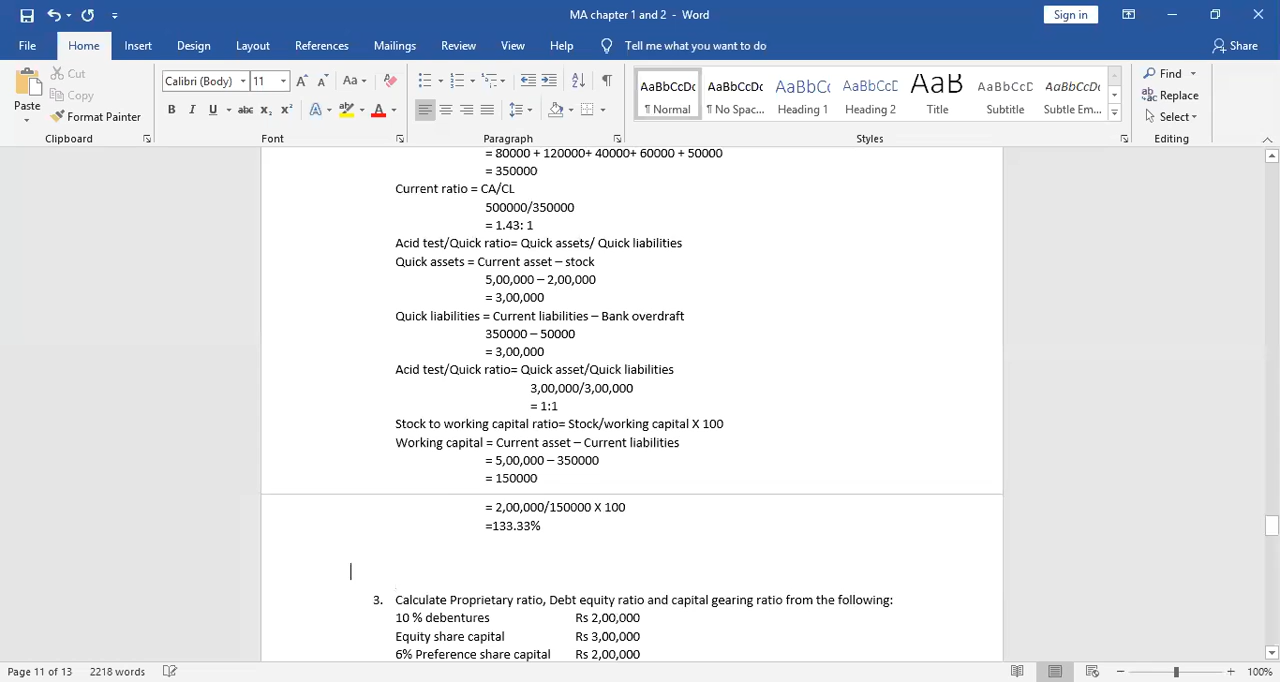 MA chapter 1 and 2 - Word
Sign in
File Home Insert Design Layout References Mailings Review View Help Tell me what you want to do Share
Paste
Cut
Copy
Format Painter
Clipboard
Calibri (Body) 11
Aa
B I U abc x₂ x²
A ab A
Font
Paragraph
AaBbCcDc AaBbCcDc AaBbCc AaBbCcD AaB AaBbCcD AaBbCcDc
¶ Normal ¶ No Spac... Heading 1 Heading 2 Title Subtitle Subtle Em...
Styles
Find
Replace
Select
Editing
= 80000 + 120000+ 40000+ 60000 + 50000
= 350000
Current ratio = CA/CL
500000/350000
= 1.43: 1
Acid test/Quick ratio= Quick assets/ Quick liabilities
Quick assets = Current asset – stock
5,00,000 – 2,00,000
= 3,00,000
Quick liabilities = Current liabilities – Bank overdraft
350000 – 50000
= 3,00,000
Acid test/Quick ratio= Quick asset/Quick liabilities
3,00,000/3,00,000
= 1:1
Stock to working capital ratio= Stock/working capital X 100
Working capital = Current asset – Current liabilities
= 5,00,000 – 350000
= 150000
= 2,00,000/150000 X 100
=133.33%
3. Calculate Proprietary ratio, Debt equity ratio and capital gearing ratio from the following:
10 % debentures Rs 2,00,000
Equity share capital Rs 3,00,000
6% Preference share capital Rs 2,00,000
Page 11 of 13 2218 words
100%